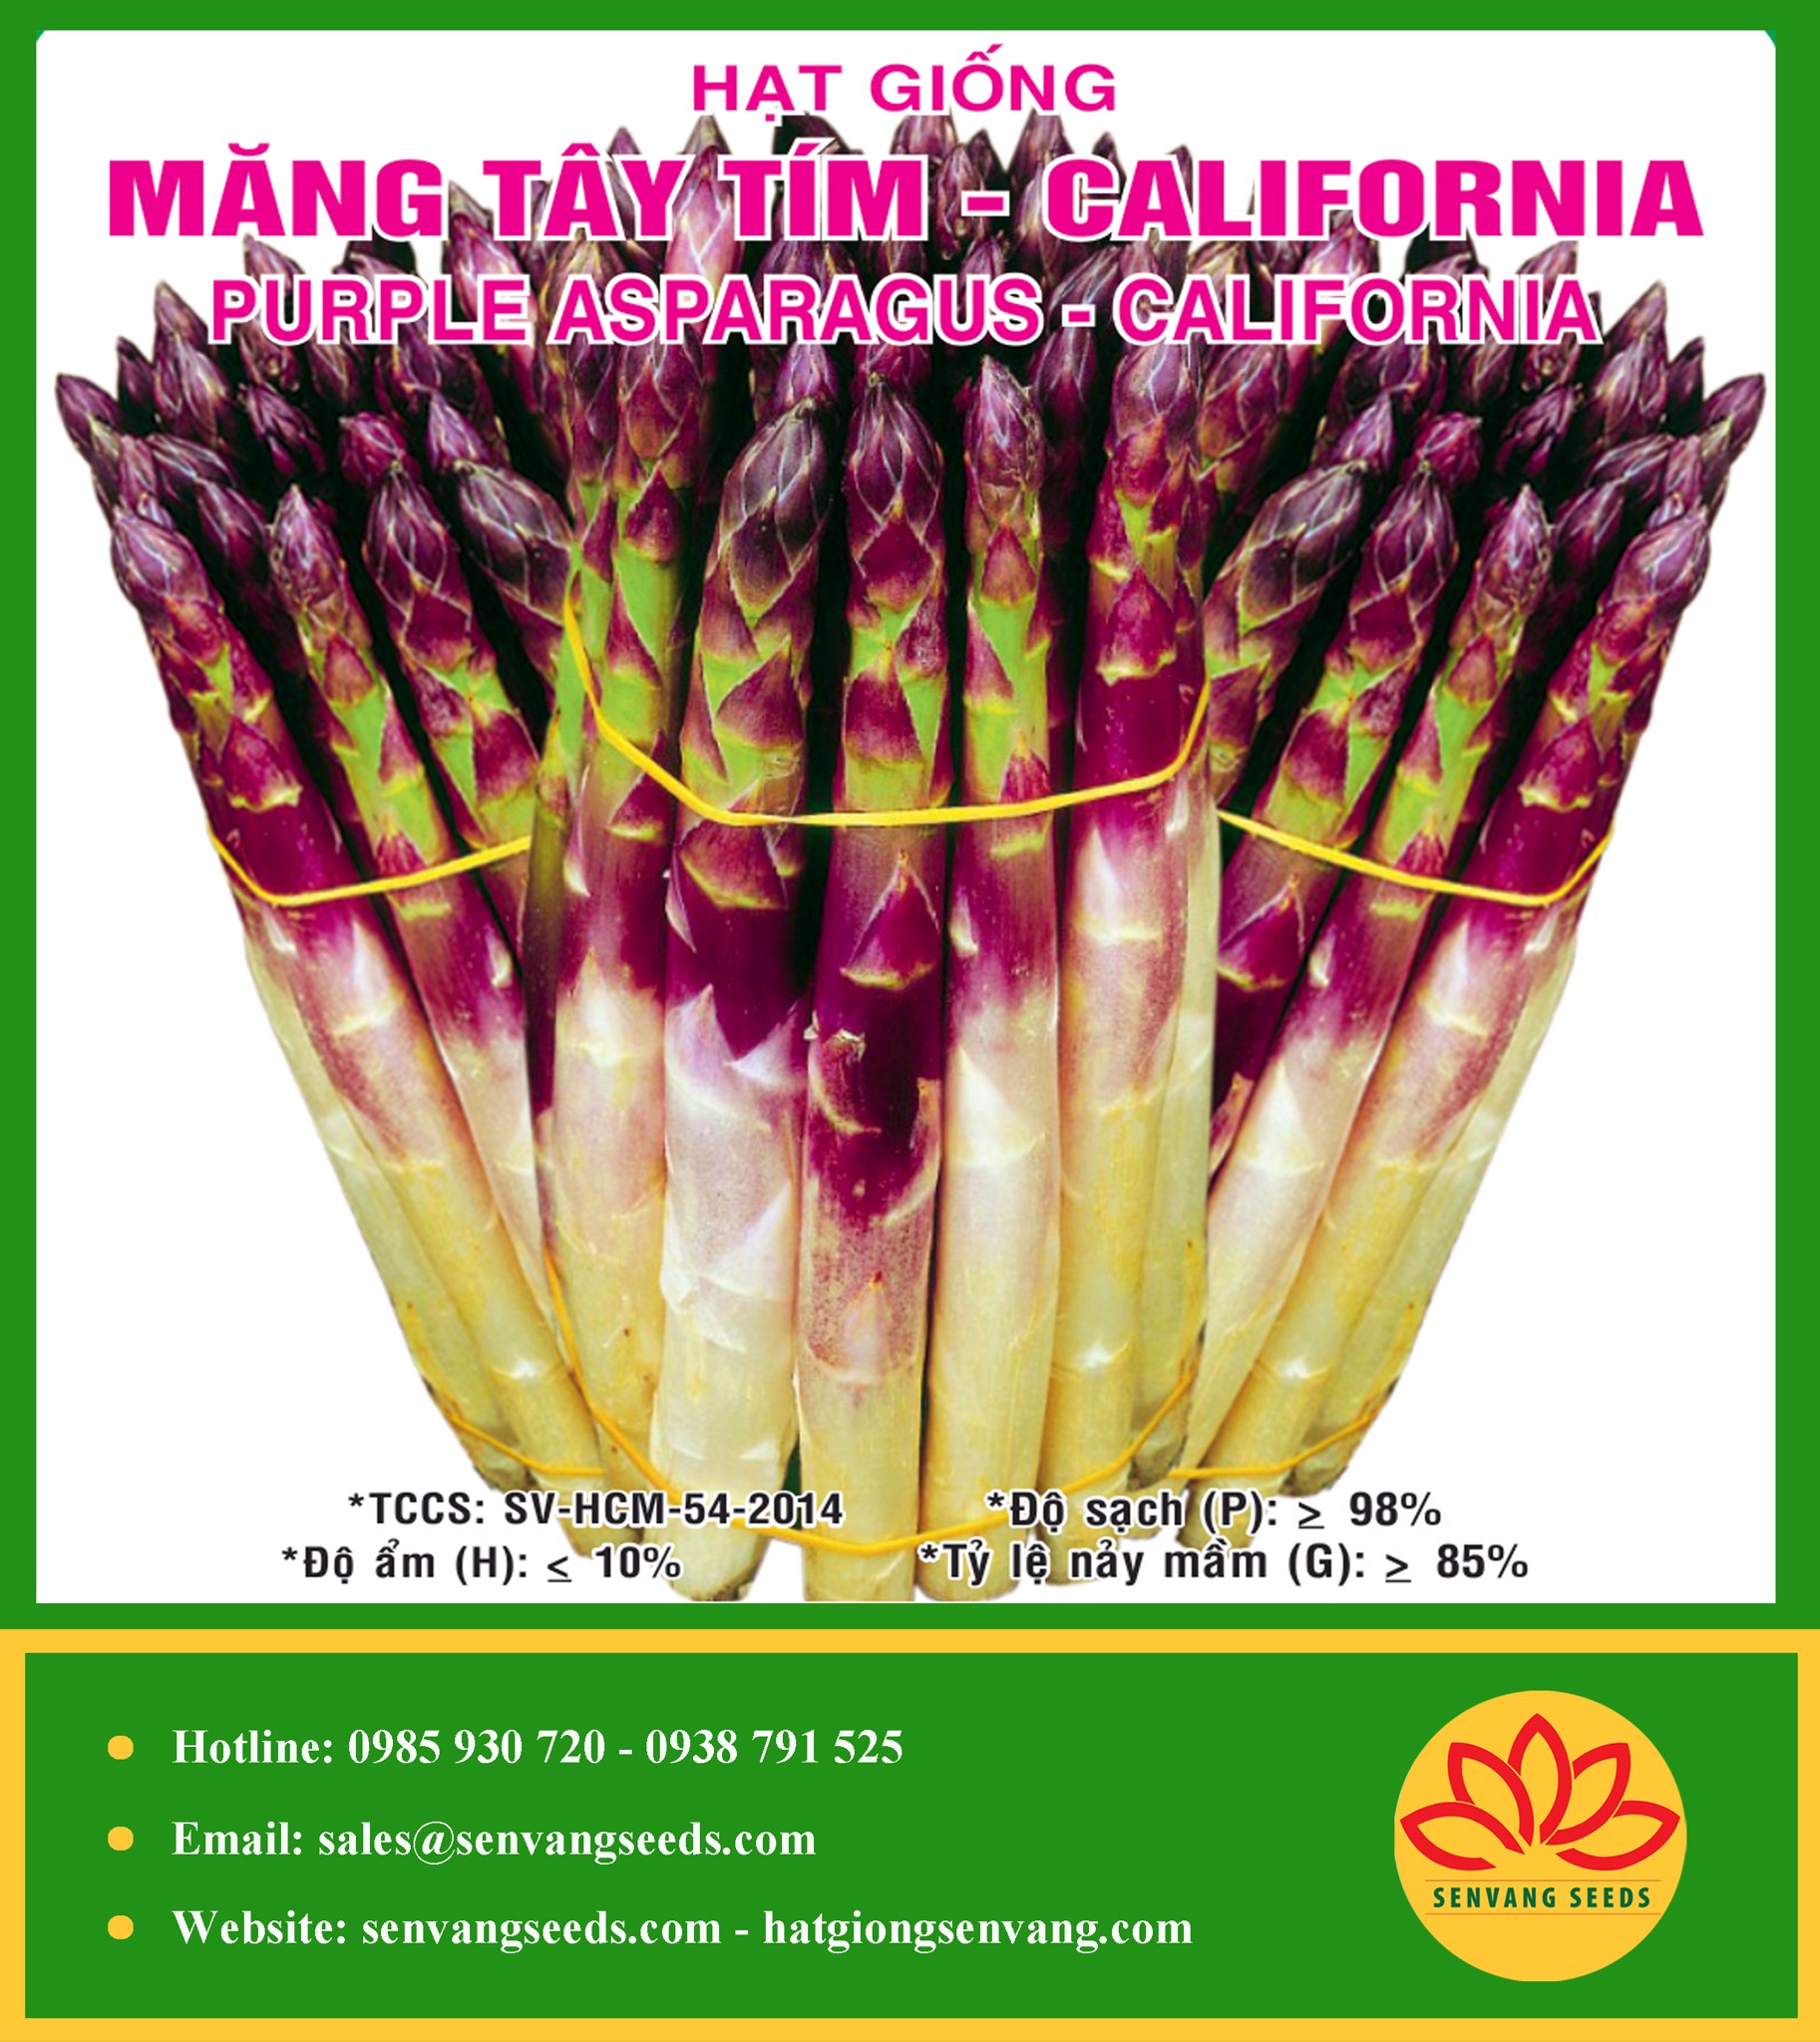 HẠT GIỐNG
MĂNG TÂY TÍM - CALIFORNIA
PURPLE ASPARAGUS - CALIFORNIA
*TCCS: SV-HCM-54-2014 *Độ sạch (P): ≥ 98%
*Độ ẩm (H): ≤ 10% *Tỷ lệ nảy mầm (G): ≥ 85%
Hotline: 0985 930 720 - 0938 791 525
Email: sales@senvangseeds.com
Website: senvangseeds.com - hatgiongsenvang.com
SENVANG SEEDS